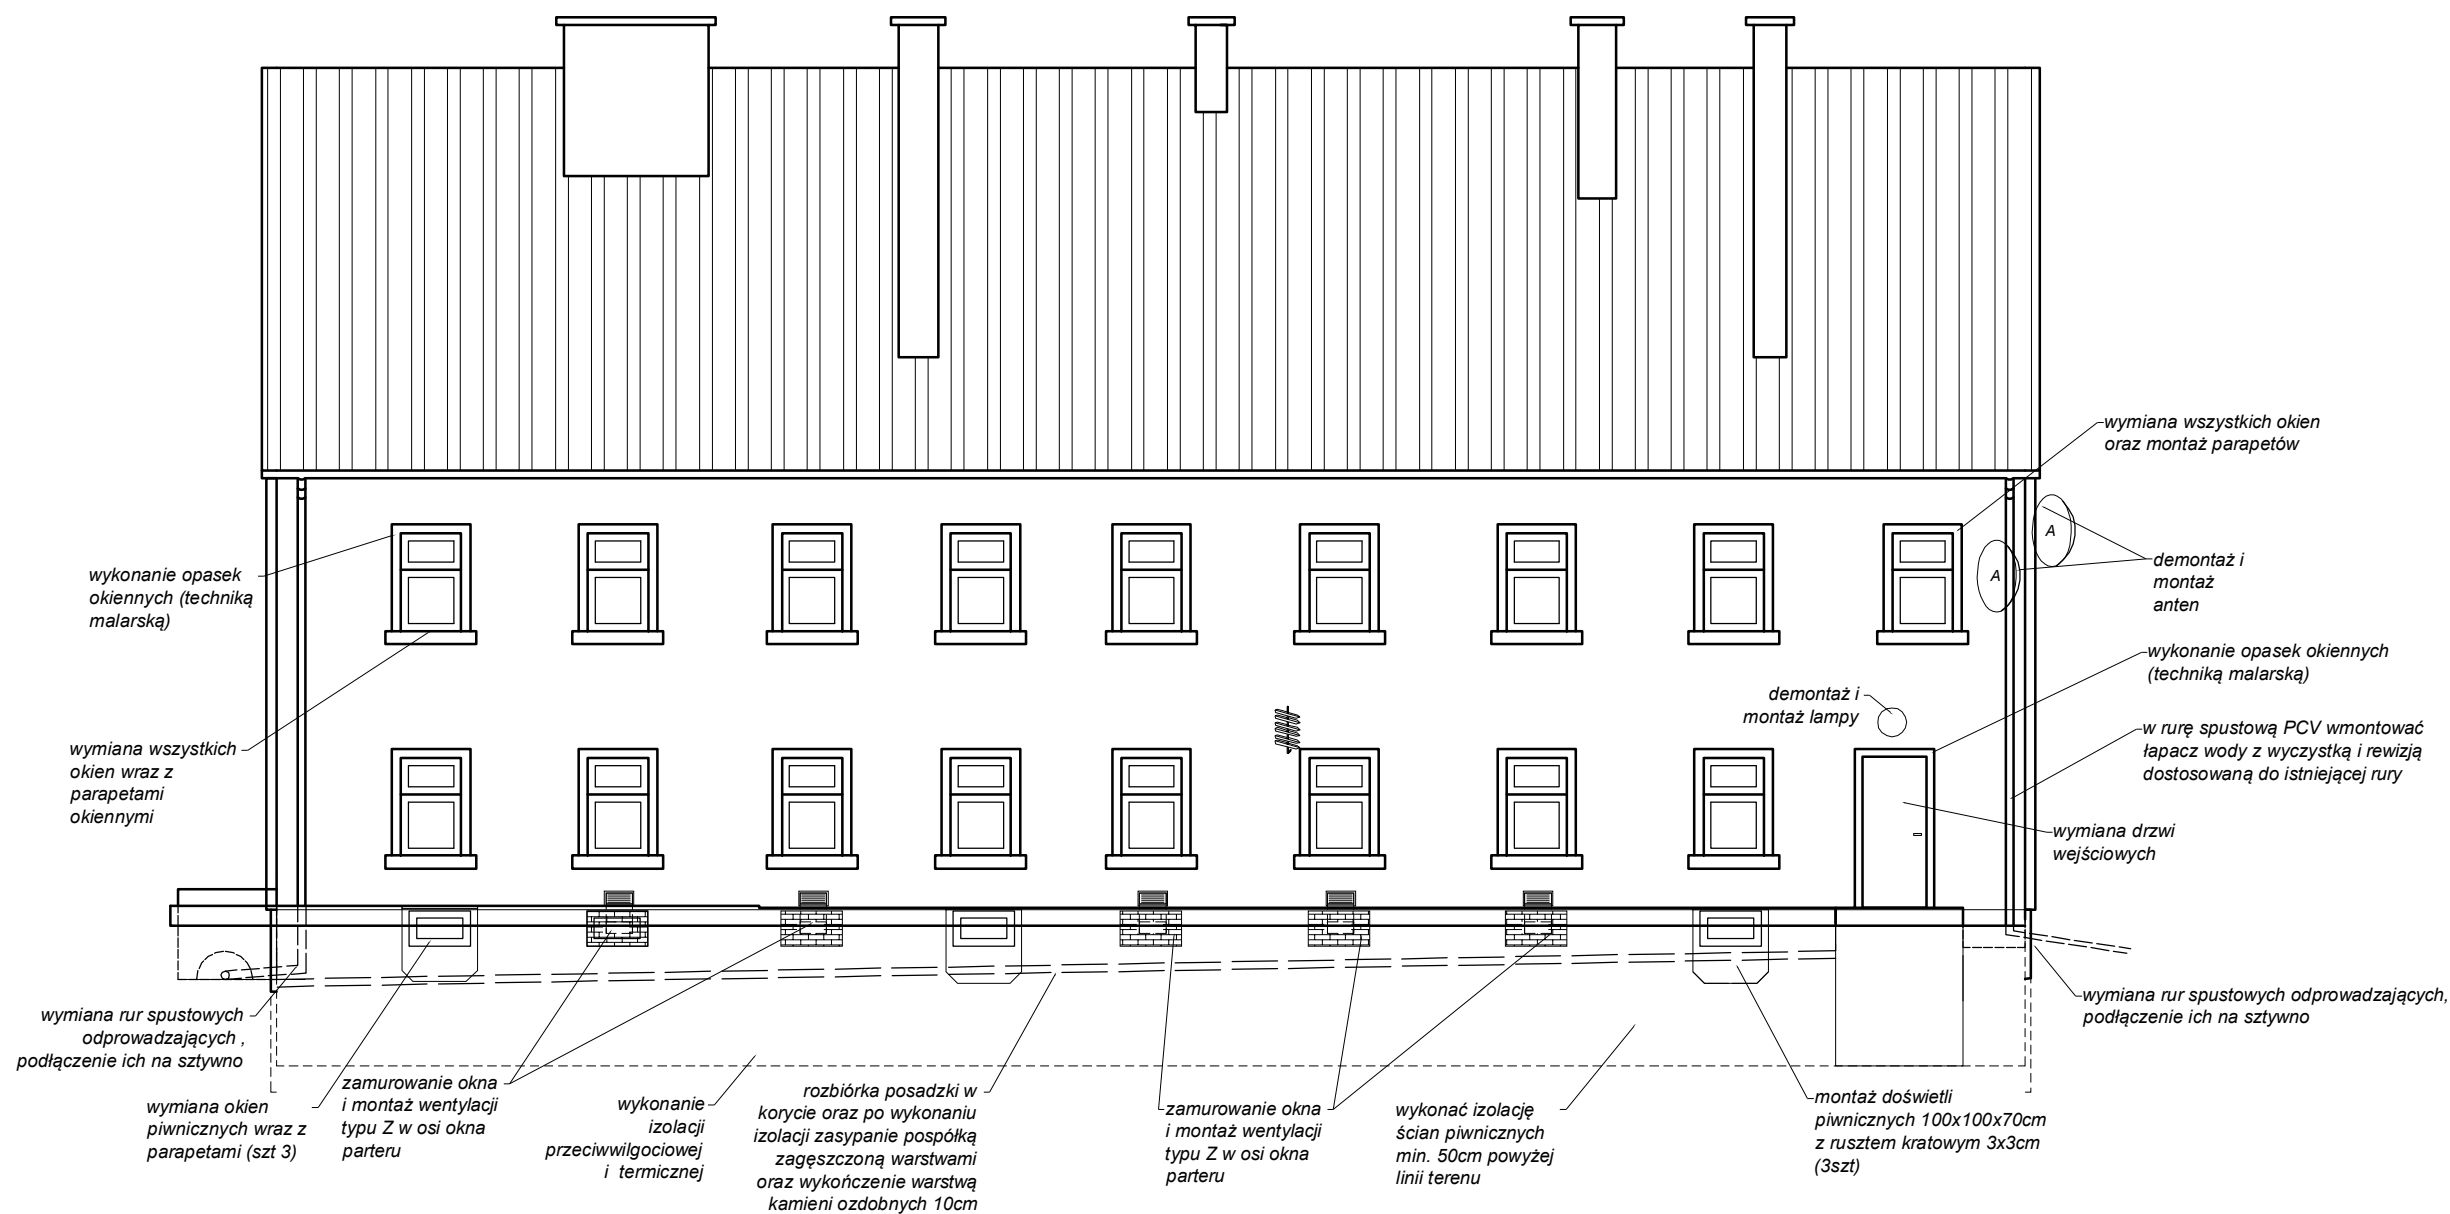 wymiana wszystkich okien
oraz montaż parapetów
A
A
demontaż i
montaż
anten
wykonanie opasek
okiennych (techniką
malarską)
wykonanie opasek okiennych
(techniką malarską)
demontaż i
montaż lampy
w rurę spustową PCV wmontować
łapacz wody z wyczystką i rewizją
dostosowaną do istniejącej rury
wymiana wszystkich
okien wraz z
parapetami
okiennymi
wymiana drzwi
wejściowych
wymiana rur spustowych
odprowadzających ,
podłączenie ich na sztywno
wymiana rur spustowych odprowadzających,
podłączenie ich na sztywno
wymiana okien
piwnicznych wraz z
parapetami (szt 3)
zamurowanie okna
i montaż wentylacji
typu Z w osi okna
parteru
wykonanie
izolacji
przeciwwilgociowej
i termicznej
rozbiórka posadzki w
korycie oraz po wykonaniu
izolacji zasypanie pospółką
zagęszczoną warstwami
oraz wykończenie warstwą
kamieni ozdobnych 10cm
zamurowanie okna
i montaż wentylacji
typu Z w osi okna
parteru
wykonać izolację
ścian piwnicznych
min. 50cm powyżej
linii terenu
montaż doświetli
piwnicznych 100x100x70cm
z rusztem kratowym 3x3cm
(3szt)